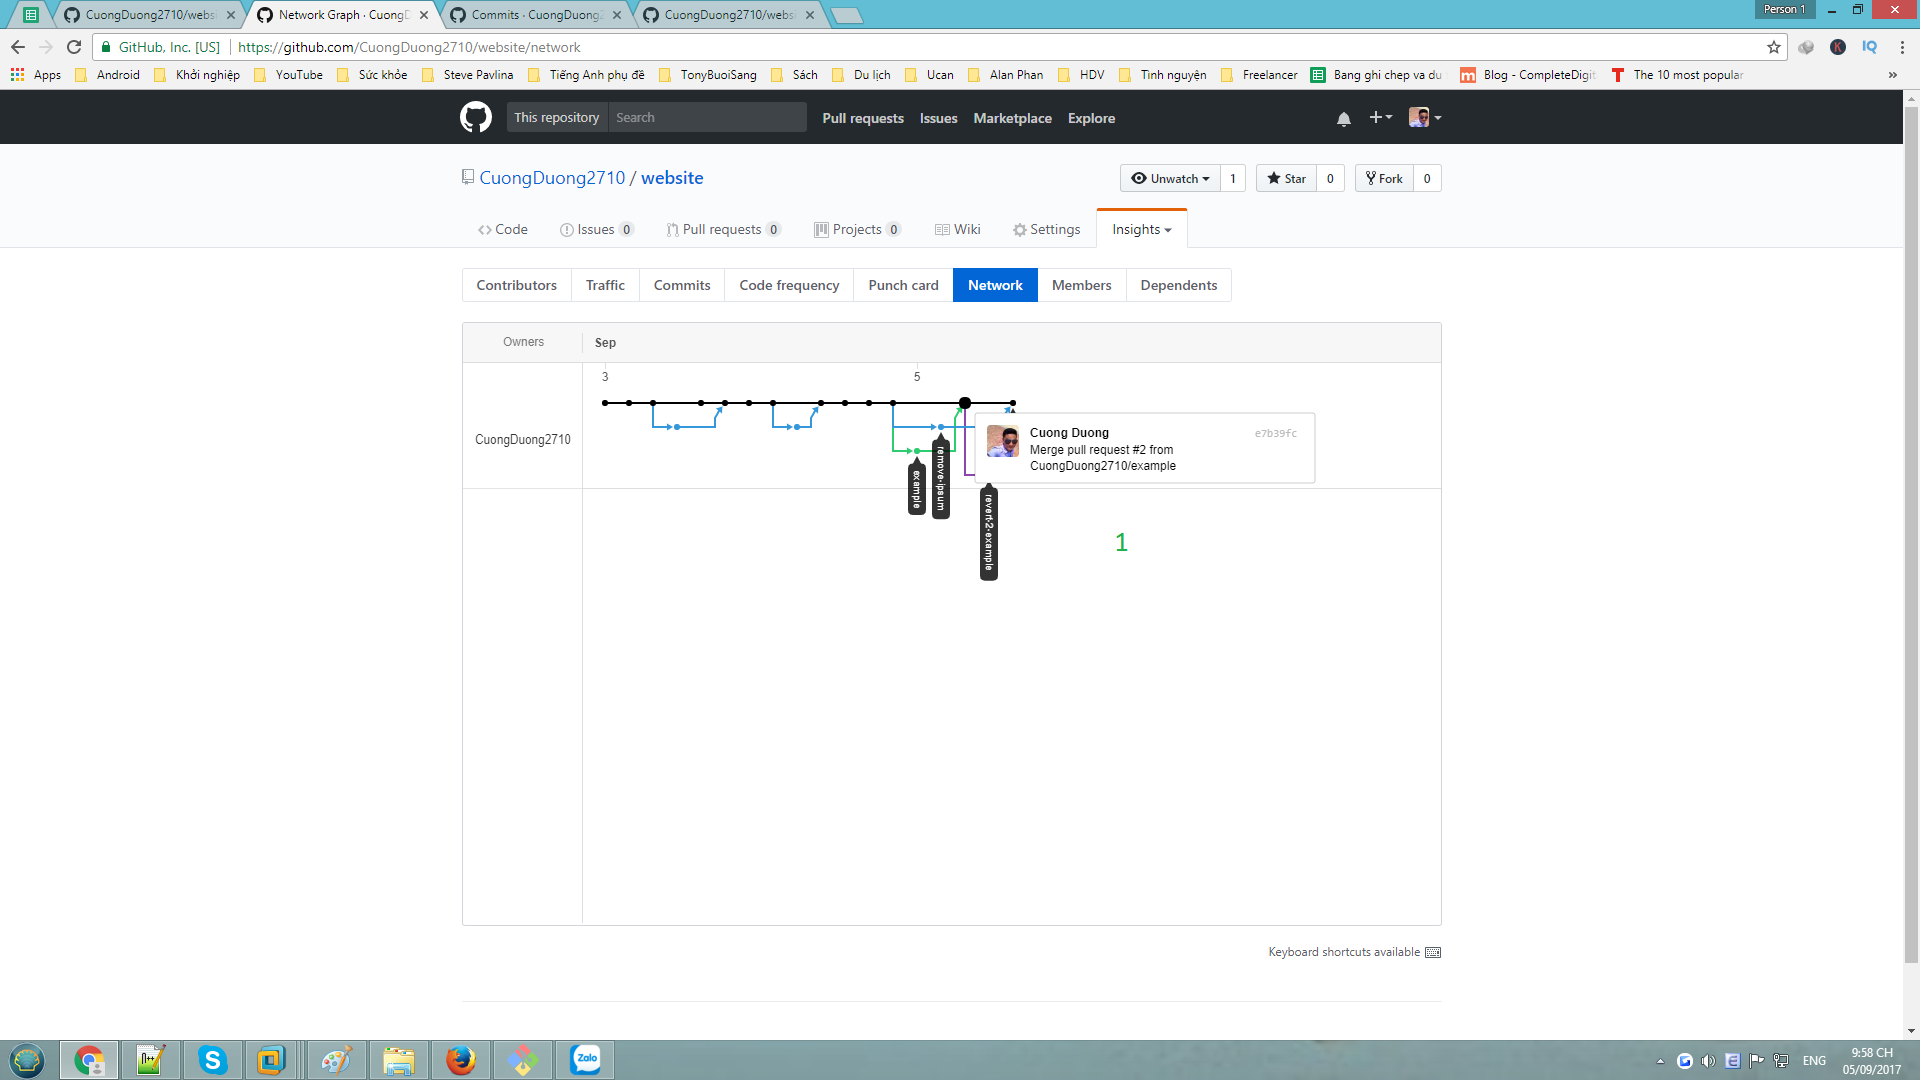 CuongDuong2710/websi
Network Graph · CuongD
Commits · CuongDuong2
CuongDuong2710/websi
Person 1
GitHub, Inc. [US]
https://github.com/CuongDuong2710/website/network
Apps
Android
Khởi nghiệp
YouTube
Sức khỏe
Steve Pavlina
Tiếng Anh phụ đề
TonyBuoiSang
Sách
Du lịch
Ucan
Alan Phan
HDV
Tình nguyện
Freelancer
Bang ghi chep va du
Blog - CompleteDigit
The 10 most popular
This repository
Search
Pull requests
Issues
Marketplace
Explore
CuongDuong2710 / website
Unwatch
1
Star
0
Fork
0
Code
Issues 0
Pull requests 0
Projects 0
Wiki
Settings
Insights
Contributors
Traffic
Commits
Code frequency
Punch card
Network
Members
Dependents
Owners
Sep
3
5
CuongDuong2710
Cuong Duong
e7b39fc
Merge pull request #2 from
CuongDuong2710/example
example
remove-ipsum
revert-2-example
1
Keyboard shortcuts available
Zalo
ENG
9:58 CH
05/09/2017